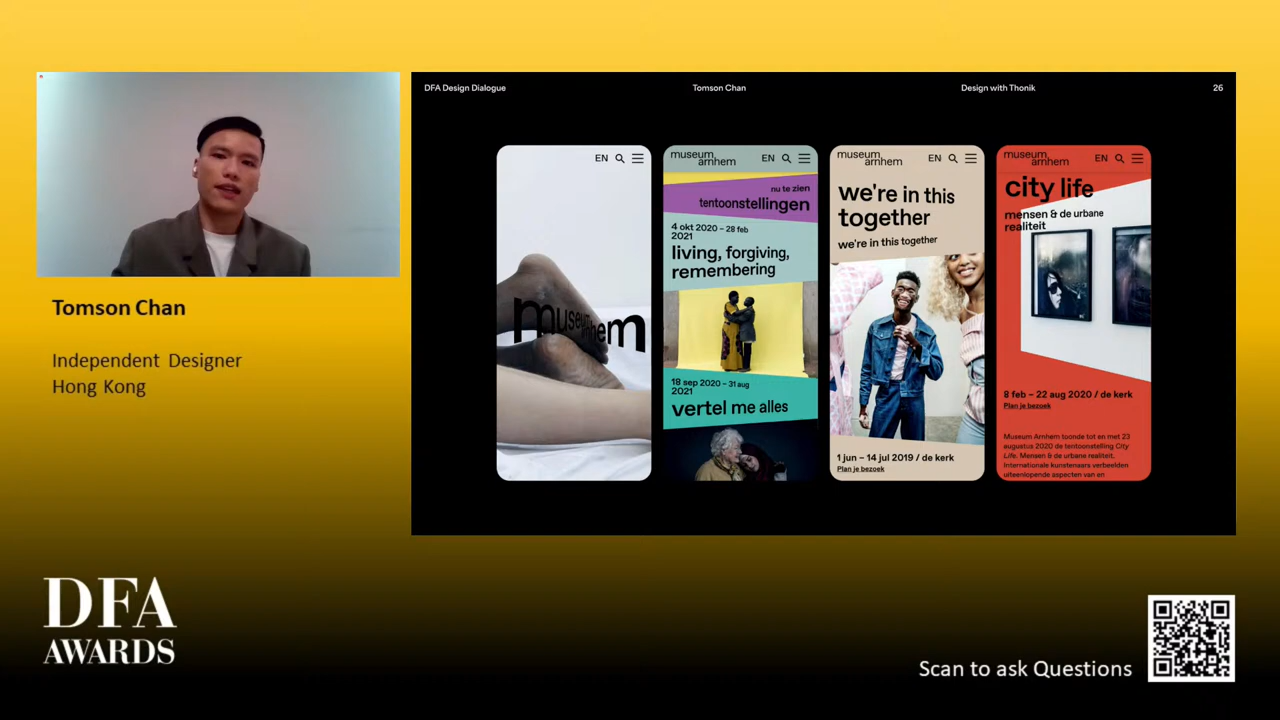 DFA Design Dialogue
Tomson Chan
Design with Thonik
26
Tomson Chan
Independent Designer
Hong Kong
EN
museum
arnhem
museum
arnhem
EN
nu te zien
tentoonstellingen
4 okt 2020 – 28 feb
2021
living, forgiving,
remembering
18 sep 2020 – 31 aug
2021
vertel me alles
museum
arnhem
EN
we're in this
together
we're in this together
1 jun – 14 jul 2019 / de kerk
Plan je bezoek
museum
arnhem
EN
city life
mensen & de urbane
realiteit
8 feb – 22 aug 2020 / de kerk
Plan je bezoek
Museum Arnhem toonde tot en met 23
augustus 2020 de tentoonstelling City
Life. Mensen & de urbane realiteit.
Internationale kunstenaars verbeelden
uiteenlopende aspecten van en
DFA
AWARDS
Scan to ask Questions